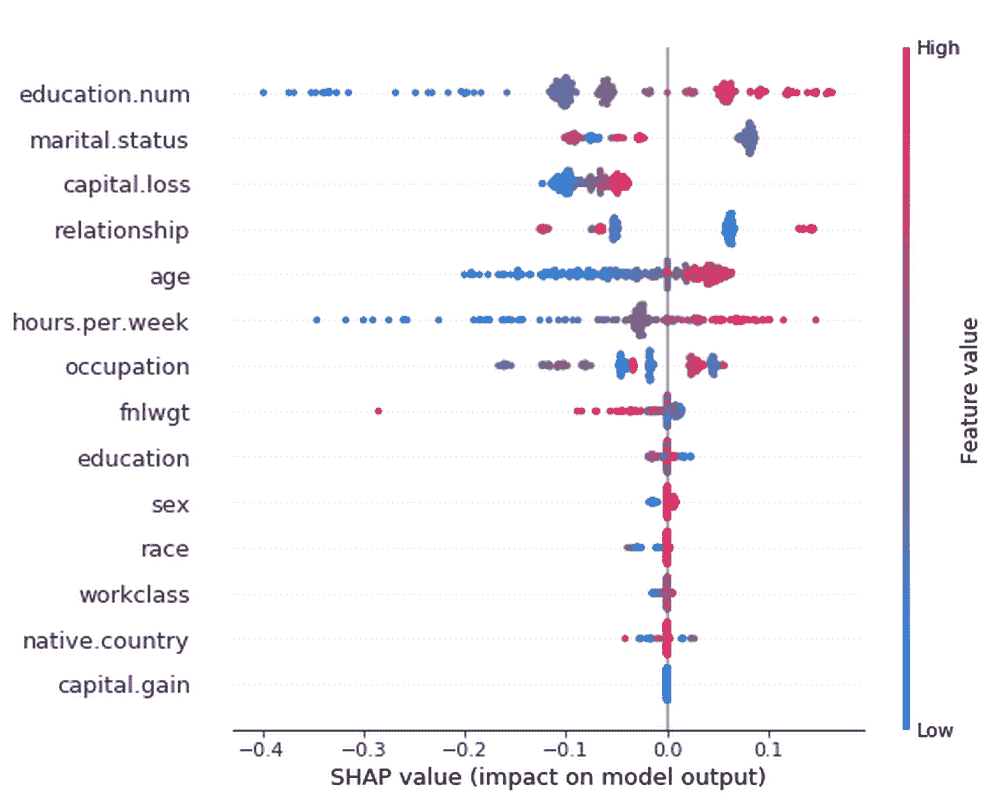 High
education.num
marital.status
capital.loss
relationship
age
hours.per.week
occupation
fnlwgt
education
sex
race
workclass
native.country
capital.gain
Feature value
Low
−0.4 −0.3 −0.2 −0.1 0.0 0.1
SHAP value (impact on model output)